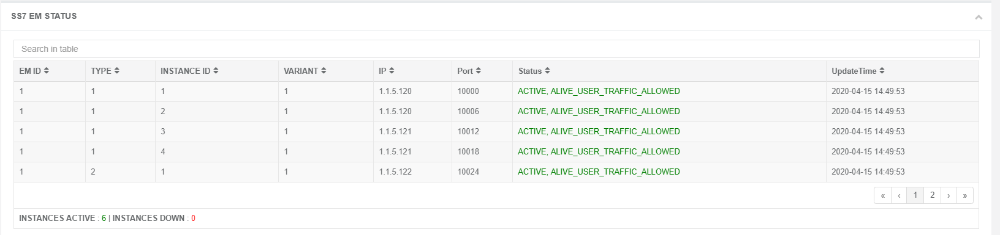 SS7 EM STATUS
Search in table
EM ID TYPE INSTANCE ID VARIANT IP Port Status UpdateTime
1 1 1 1 1.1.5.120 10000 ACTIVE, ALIVE_USER_TRAFFIC_ALLOWED 2020-04-15 14:49:53
1 1 2 1 1.1.5.120 10006 ACTIVE, ALIVE_USER_TRAFFIC_ALLOWED 2020-04-15 14:49:53
1 1 3 1 1.1.5.121 10012 ACTIVE, ALIVE_USER_TRAFFIC_ALLOWED 2020-04-15 14:49:53
1 1 4 1 1.1.5.121 10018 ACTIVE, ALIVE_USER_TRAFFIC_ALLOWED 2020-04-15 14:49:53
1 2 1 1 1.1.5.122 10024 ACTIVE, ALIVE_USER_TRAFFIC_ALLOWED 2020-04-15 14:49:53
« ‹ 1 2 › »
INSTANCES ACTIVE : 6 | INSTANCES DOWN : 0